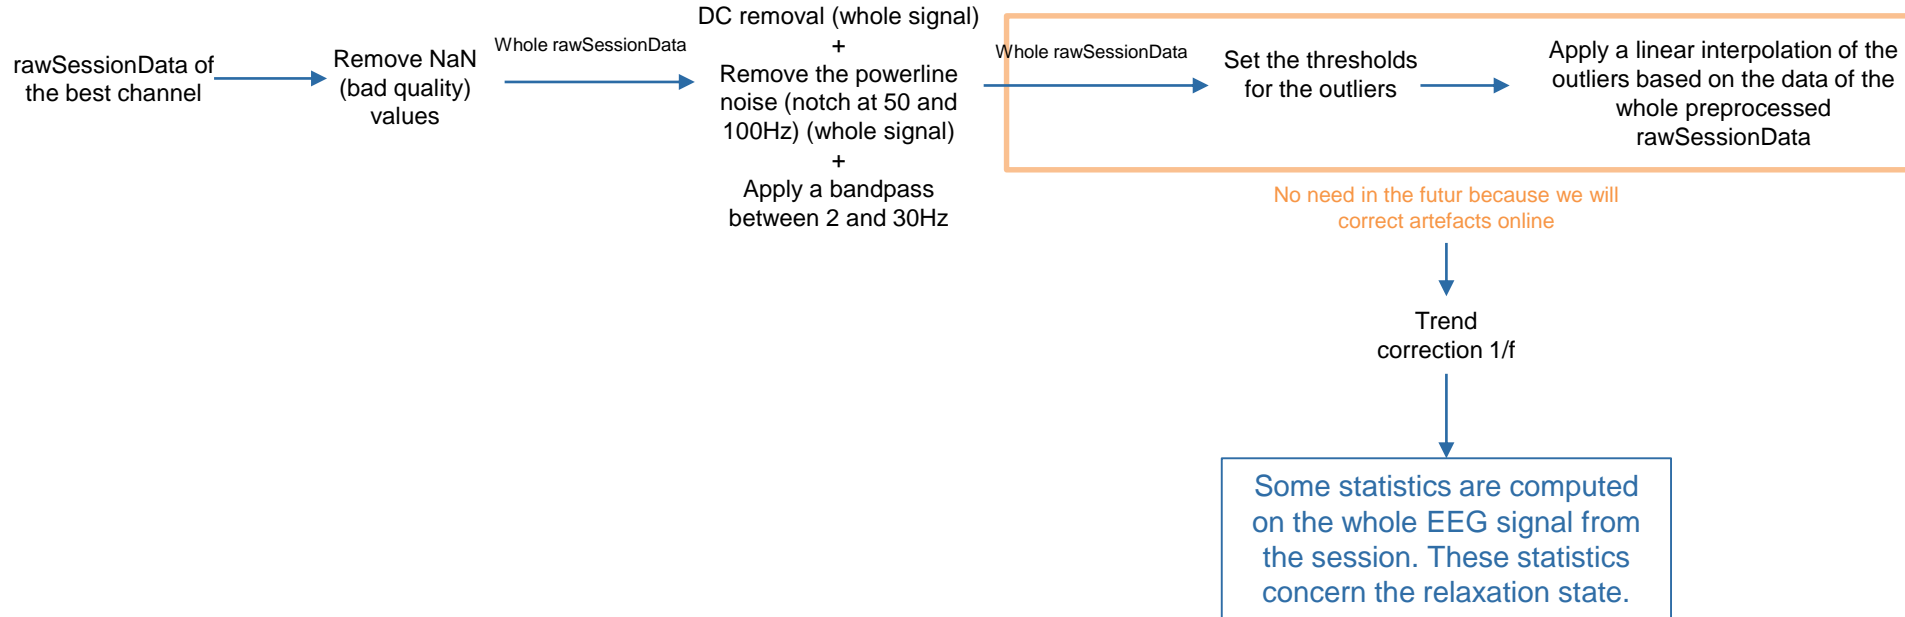 rawSessionData of
the best channel
Remove NaN
(bad quality)
values
Whole rawSessionData
DC removal (whole signal)
+
Remove the powerline
noise (notch at 50 and
100Hz) (whole signal)
+
Apply a bandpass
between 2 and 30Hz
Whole rawSessionData
Set the thresholds
for the outliers
Apply a linear interpolation of the
outliers based on the data of the
whole preprocessed
rawSessionData
No need in the futur because we will
correct artefacts online
Trend
correction 1/f
Some statistics are computed
on the whole EEG signal from
the session. These statistics
concern the relaxation state.